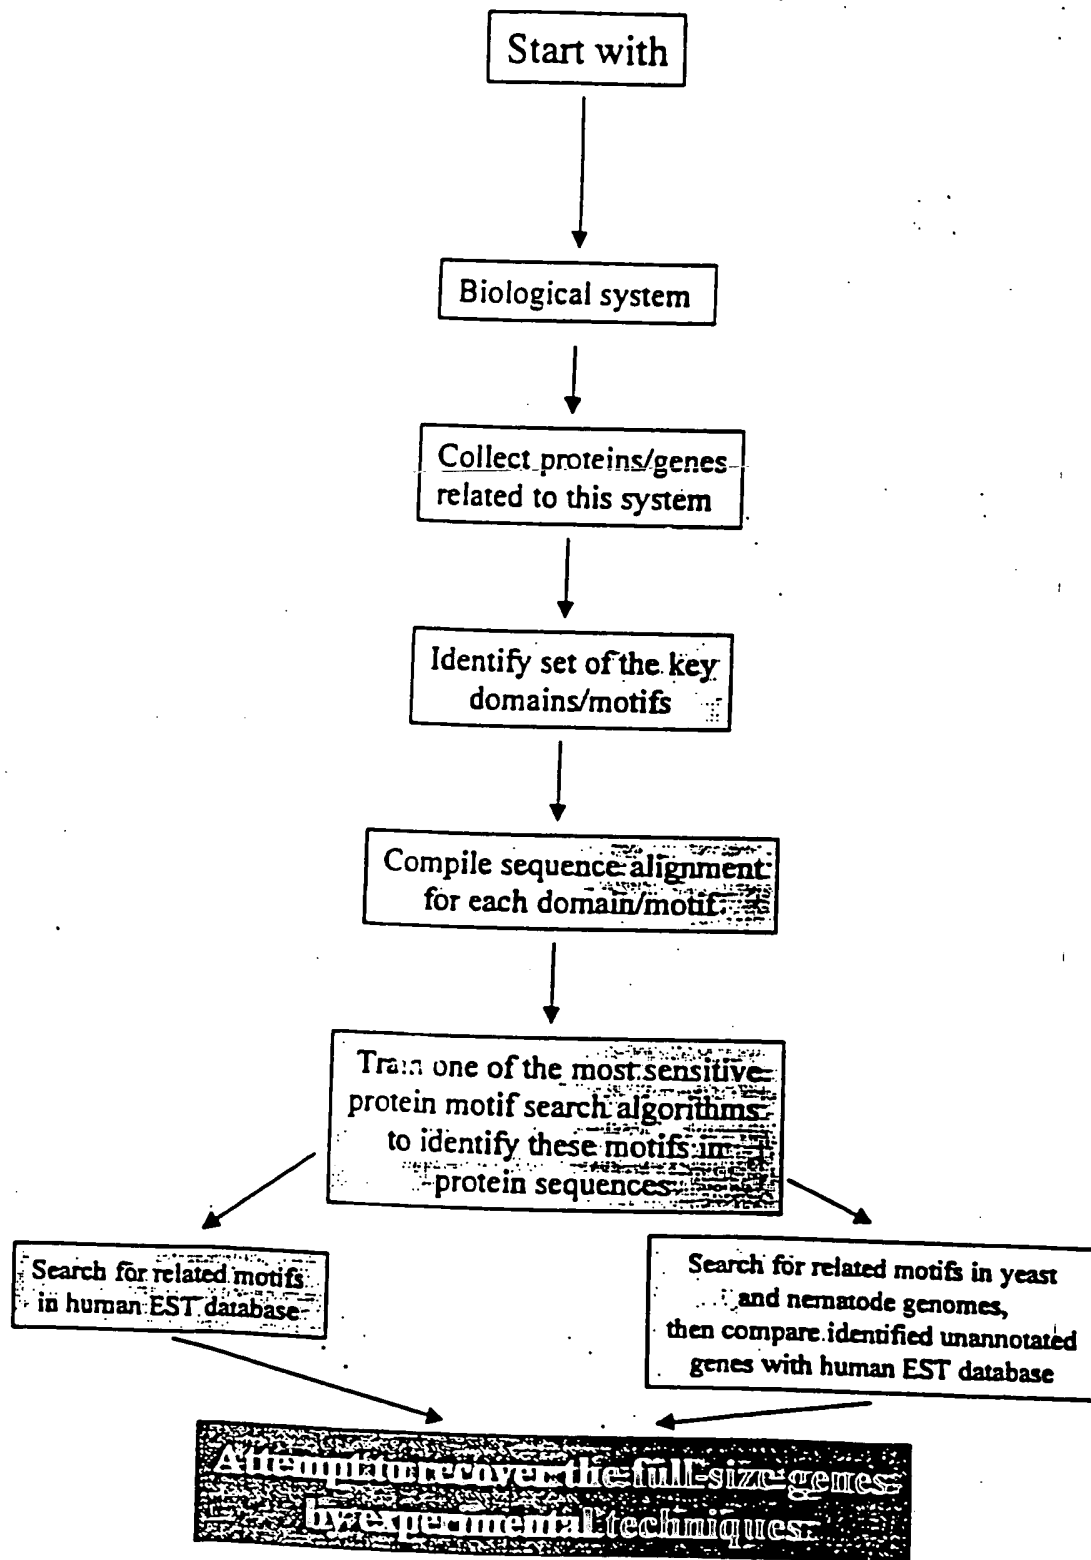 Start with
Biological system
Collect proteins/genes
related to this system
Identify set of the key
domains/motifs
Compile sequence alignment
for each domain/motif
Train one of the most sensitive
protein motif search algorithms
to identify these motifs in
protein sequences
Search for related motifs
in human EST database
Search for related motifs in yeast
and nematode genomes,
then compare identified unannotated
genes with human EST database
Attempt to recover the full-size genes
by experimental techniques